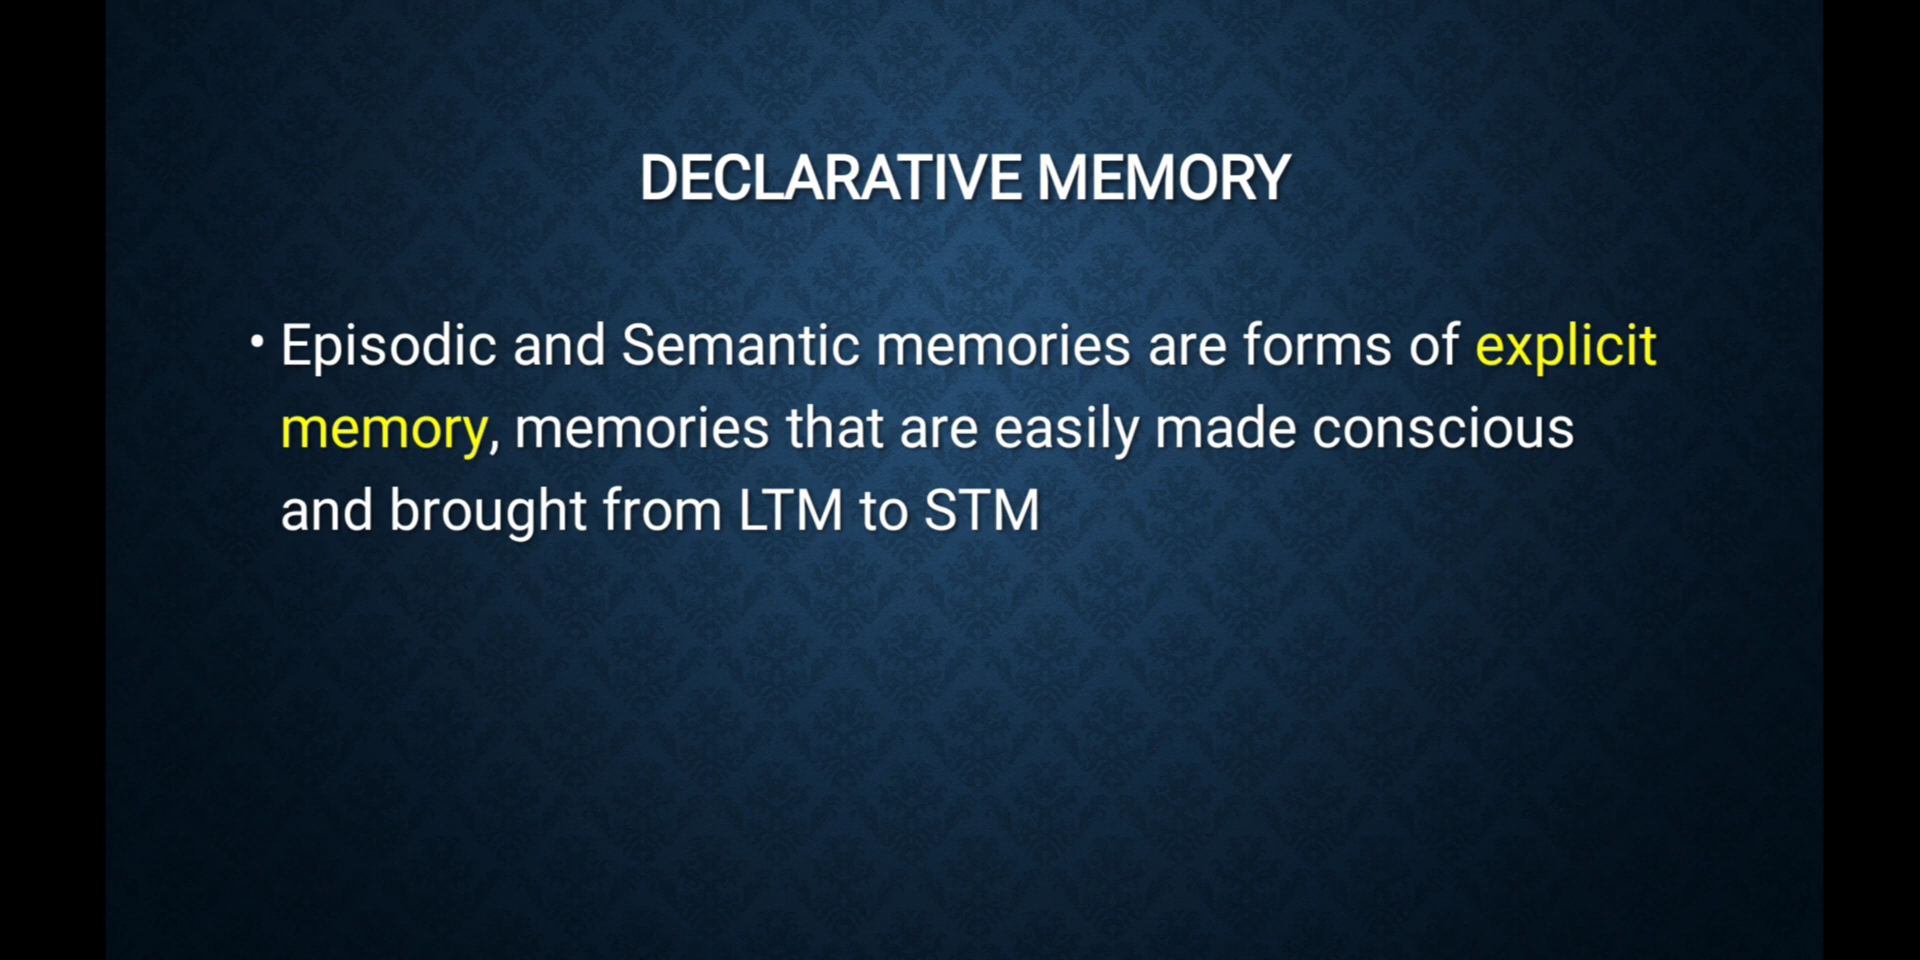 DECLARATIVE MEMORY
• Episodic and Semantic memories are forms of explicit
memory, memories that are easily made conscious
and brought from LTM to STM